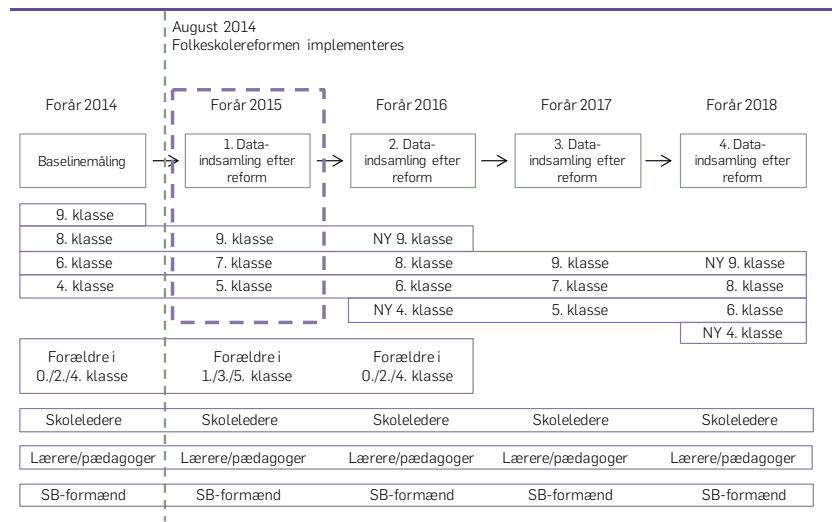 August 2014
Folkeskolereformen implementeres
Forår 2014 Forår 2015 Forår 2016 Forår 2017 Forår 2018
Baselinemåling
1. Data-
indsamling efter
reform
2. Data-
indsamling efter
reform
3. Data-
indsamling efter
reform
4. Data-
indsamling efter
reform
9. klasse
8. klasse 9. klasse NY 9. klasse
6. klasse 7. klasse 8. klasse 9. klasse NY 9. klasse
4. klasse 5. klasse 6. klasse 7. klasse 8. klasse
NY 4. klasse 5. klasse 6. klasse
NY 4. klasse
Forældre i
0./2./4. klasse
Forældre i
1./3./5. klasse
Forældre i
0./2./4. klasse
Skoleledere Skoleledere Skoleledere Skoleledere Skoleledere
Lærere/pædagoger Lærere/pædagoger Lærere/pædagoger Lærere/pædagoger Lærere/pædagoger
SB-formænd SB-formænd SB-formænd SB-formænd SB-formænd